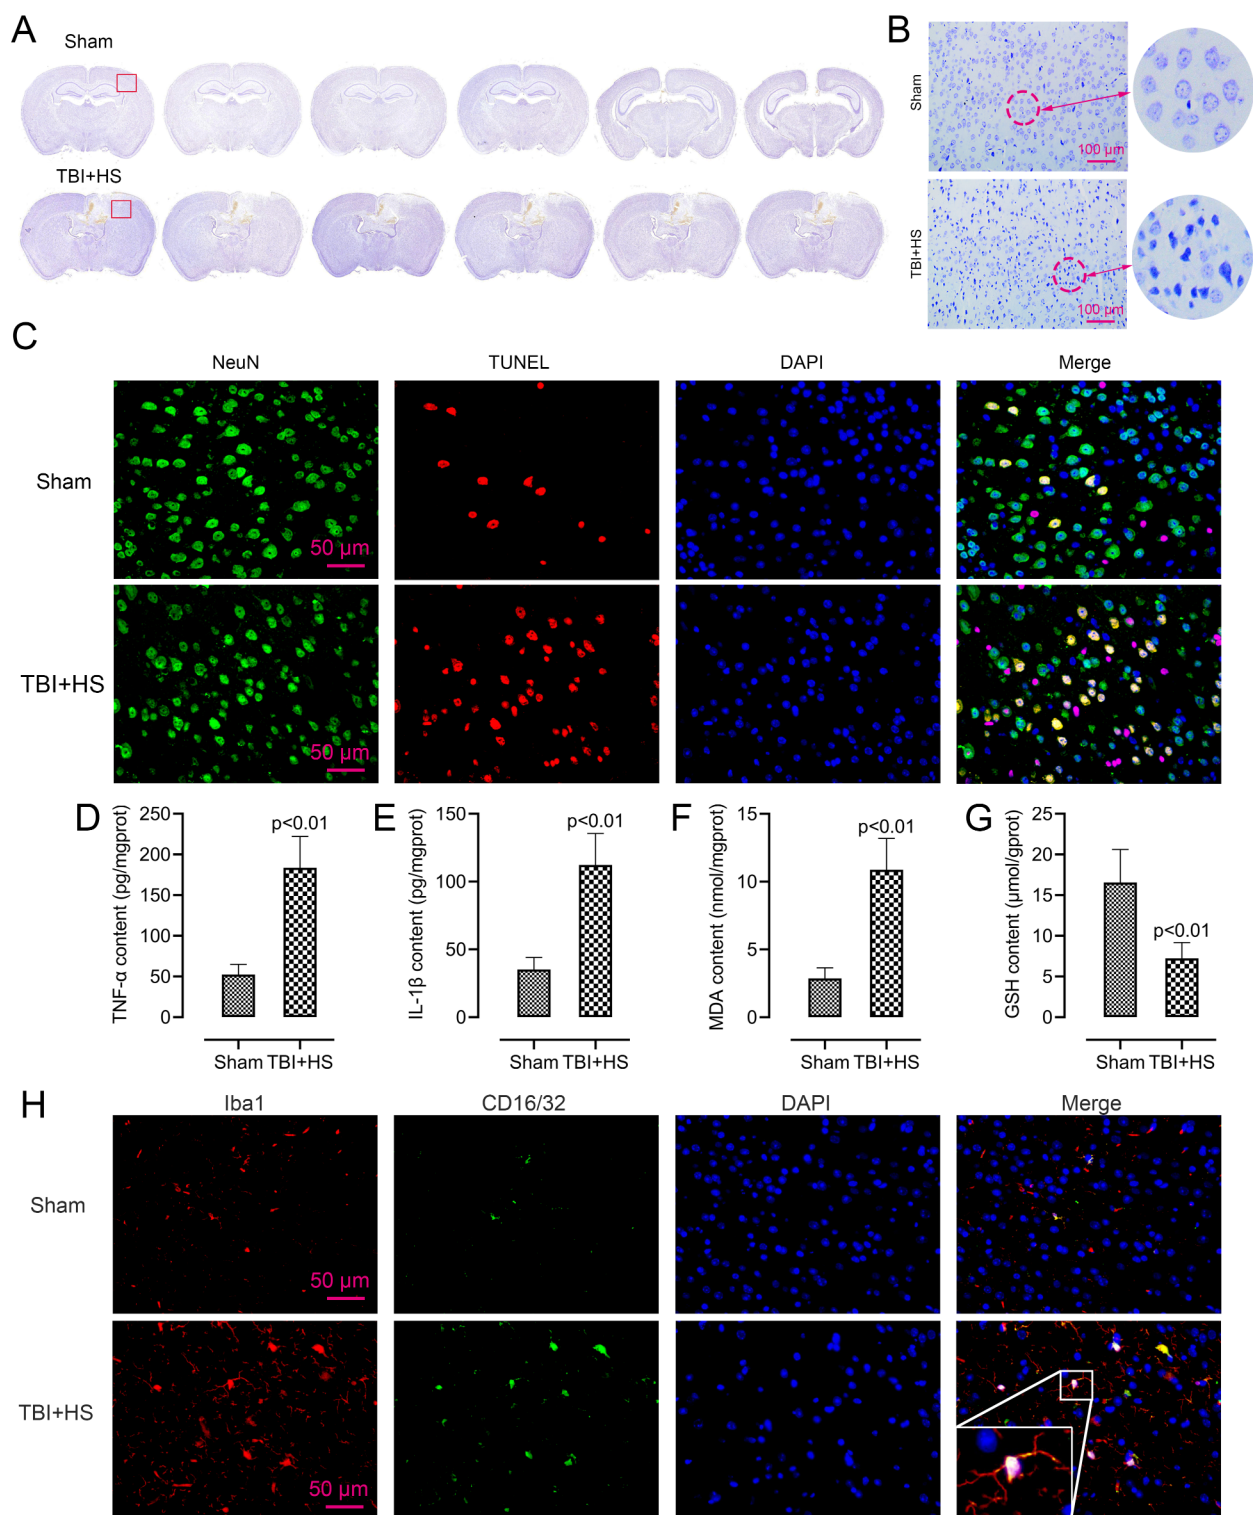 A
Sham
TBI+HS
B
Sham
100 µm
TBI+HS
100 µm
C
NeuN TUNEL DAPI Merge
Sham
50 µm
TBI+HS
50 µm
D
TNF-α content (pg/mgprot)
250
200
150
100
50
0
p<0.01
Sham TBI+HS
E
IL-1β content (pg/mgprot)
150
100
50
0
p<0.01
Sham TBI+HS
F
MDA content (nmol/mgprot)
15
10
5
0
p<0.01
Sham TBI+HS
G
GSH content (µmol/gprot)
25
20
15
10
5
0
p<0.01
Sham TBI+HS
H
Iba1 CD16/32 DAPI Merge
Sham
50 µm
TBI+HS
50 µm